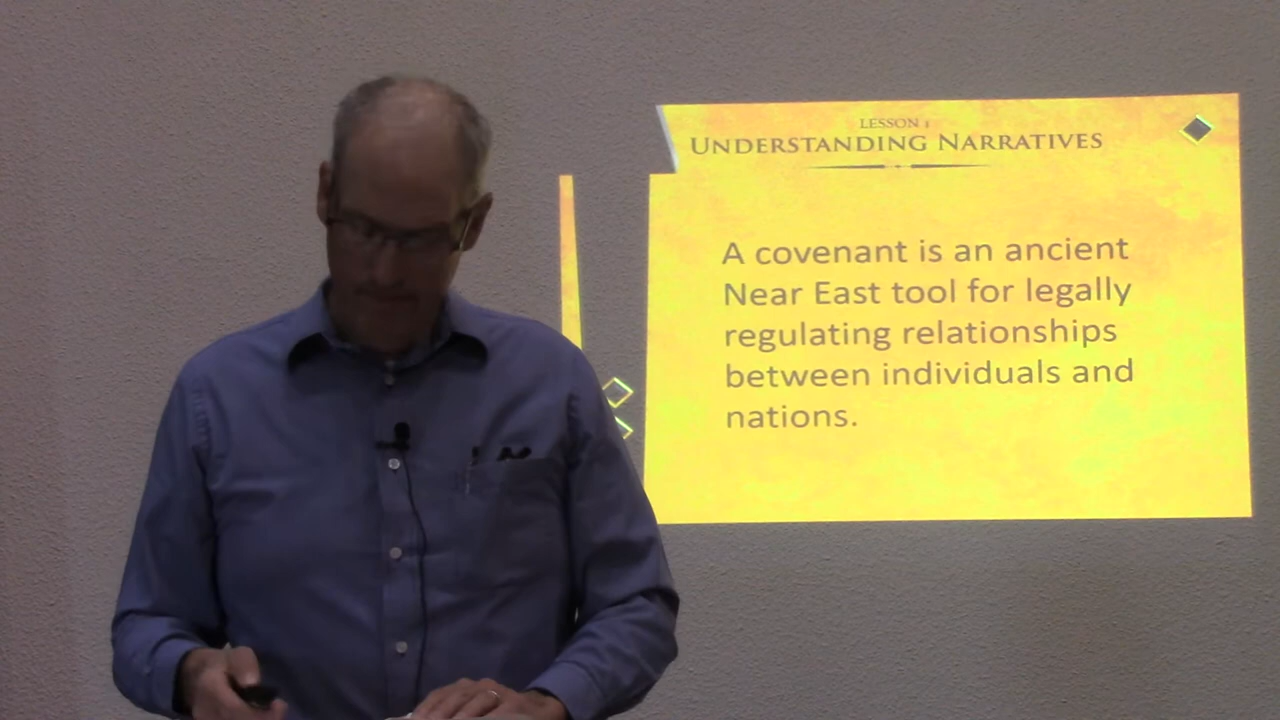 LESSON 1
UNDERSTANDING NARRATIVES
A covenant is an ancient
Near East tool for legally
regulating relationships
between individuals and
nations.